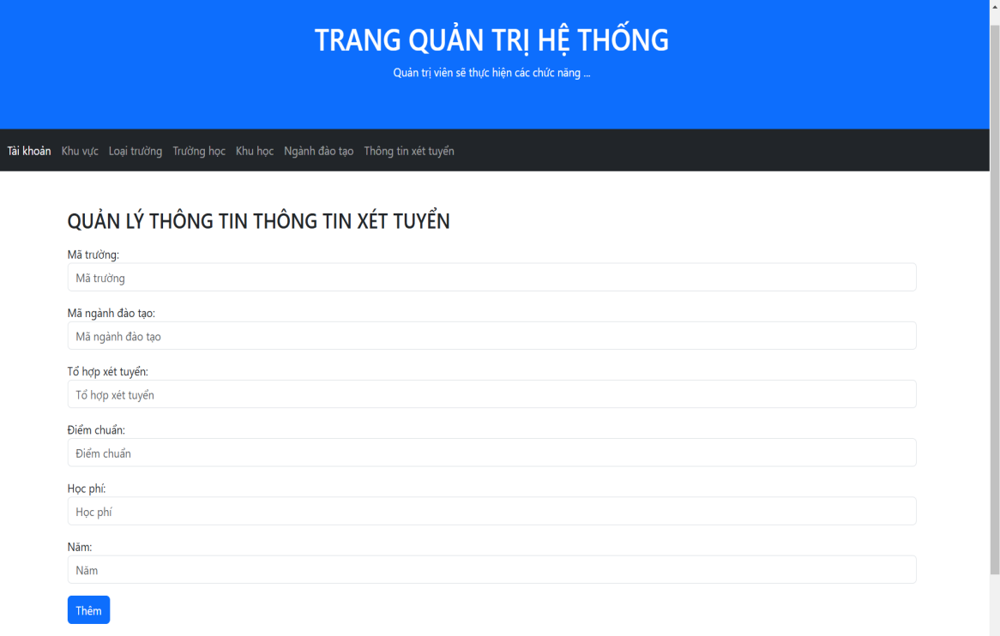 TRANG QUẢN TRỊ HỆ THỐNG
Quản trị viên sẽ thực hiện các chức năng ...
Tài khoản Khu vực Loại trường Trường học Khu học Ngành đào tạo Thông tin xét tuyển
QUẢN LÝ THÔNG TIN THÔNG TIN XÉT TUYỂN
Mã trường:
Mã trường
Mã ngành đào tạo:
Mã ngành đào tạo
Tổ hợp xét tuyển:
Tổ hợp xét tuyển
Điểm chuẩn:
Điểm chuẩn
Học phí:
Học phí
Năm:
Năm
Thêm